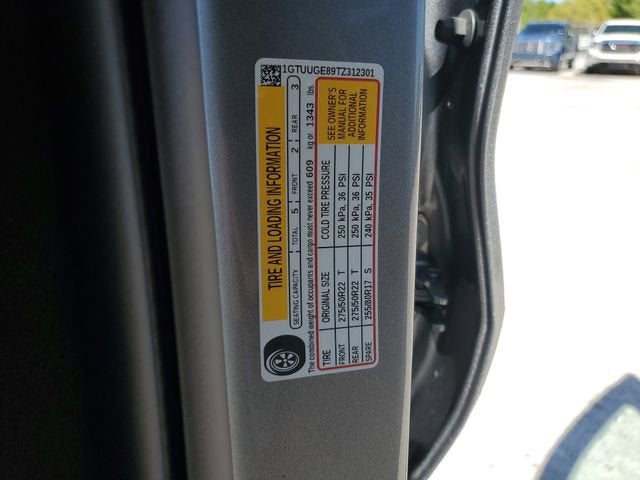 1GTUUGE89TZ312301
TIRE AND LOADING INFORMATION
SEATING CAPACITY TOTAL 5 FRONT 2 REAR 3
The combined weight of occupants and cargo must never exceed 609 kg or 1343 lbs
TIRE ORIGINAL SIZE COLD TIRE PRESSURE
FRONT 275/50R22 T 250 kPa, 36 PSI
REAR 275/50R22 T 250 kPa, 36 PSI
SPARE 255/80R17 S 240 kPa, 35 PSI
SEE OWNER'S
MANUAL FOR
ADDITIONAL
INFORMATION